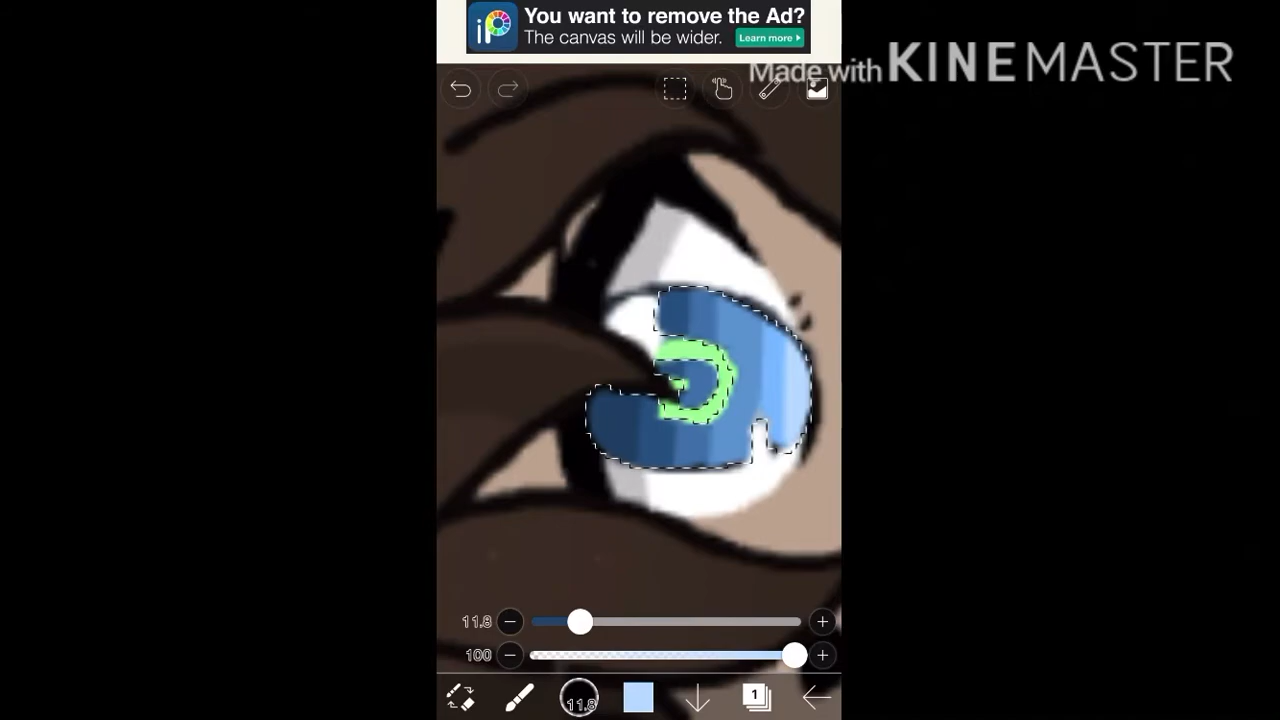 iP
You want to remove the Ad?
The canvas will be wider.
Learn more
Made with KINEMASTER
11.8
100
11.8
1